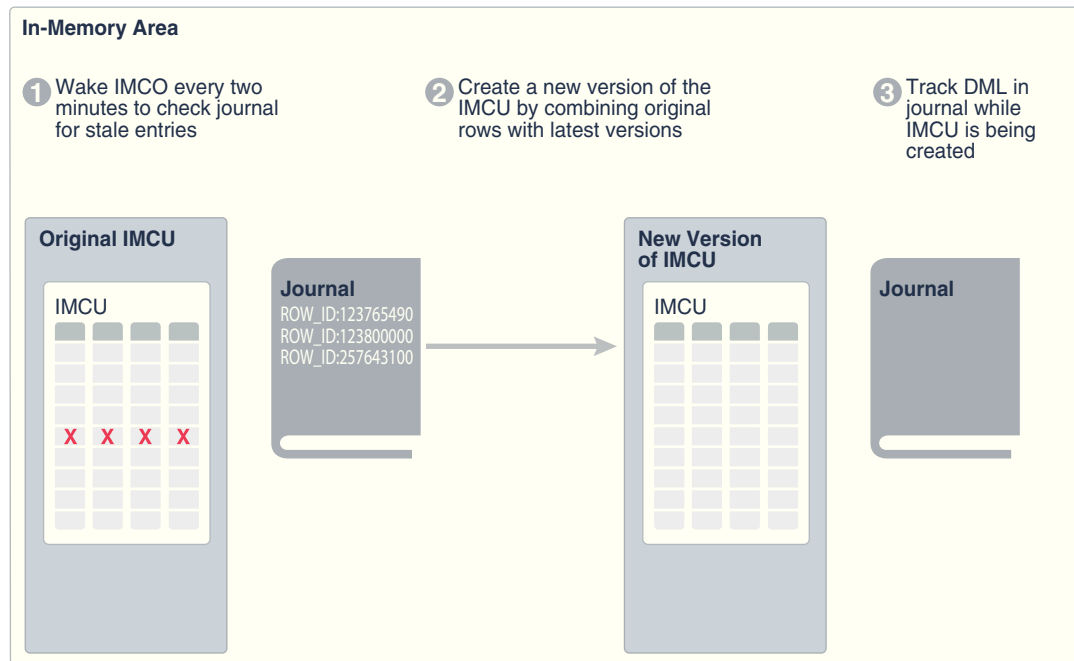 In-Memory Area
1 Wake IMCO every two
minutes to check journal
for stale entries
2 Create a new version of the
IMCU by combining original
rows with latest versions
3 Track DML in
journal while
IMCU is being
created
Original IMCU
IMCU
X X X X
Journal
ROW_ID:123765490
ROW_ID:123800000
ROW_ID:257643100
New Version
of IMCU
IMCU
Journal